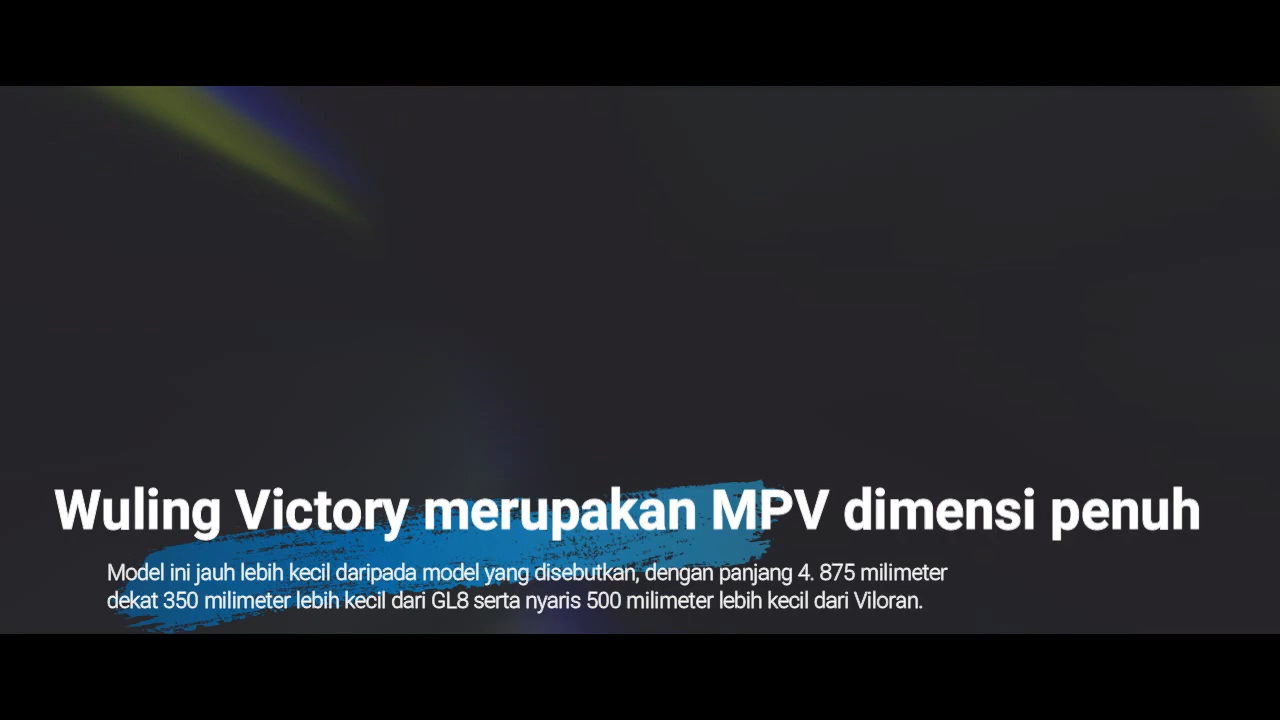 Wuling Victory merupakan MPV dimensi penuh
Model ini jauh lebih kecil daripada model yang disebutkan, dengan panjang 4. 875 milimeter
dekat 350 milimeter lebih kecil dari GL8 serta nyaris 500 milimeter lebih kecil dari Viloran.